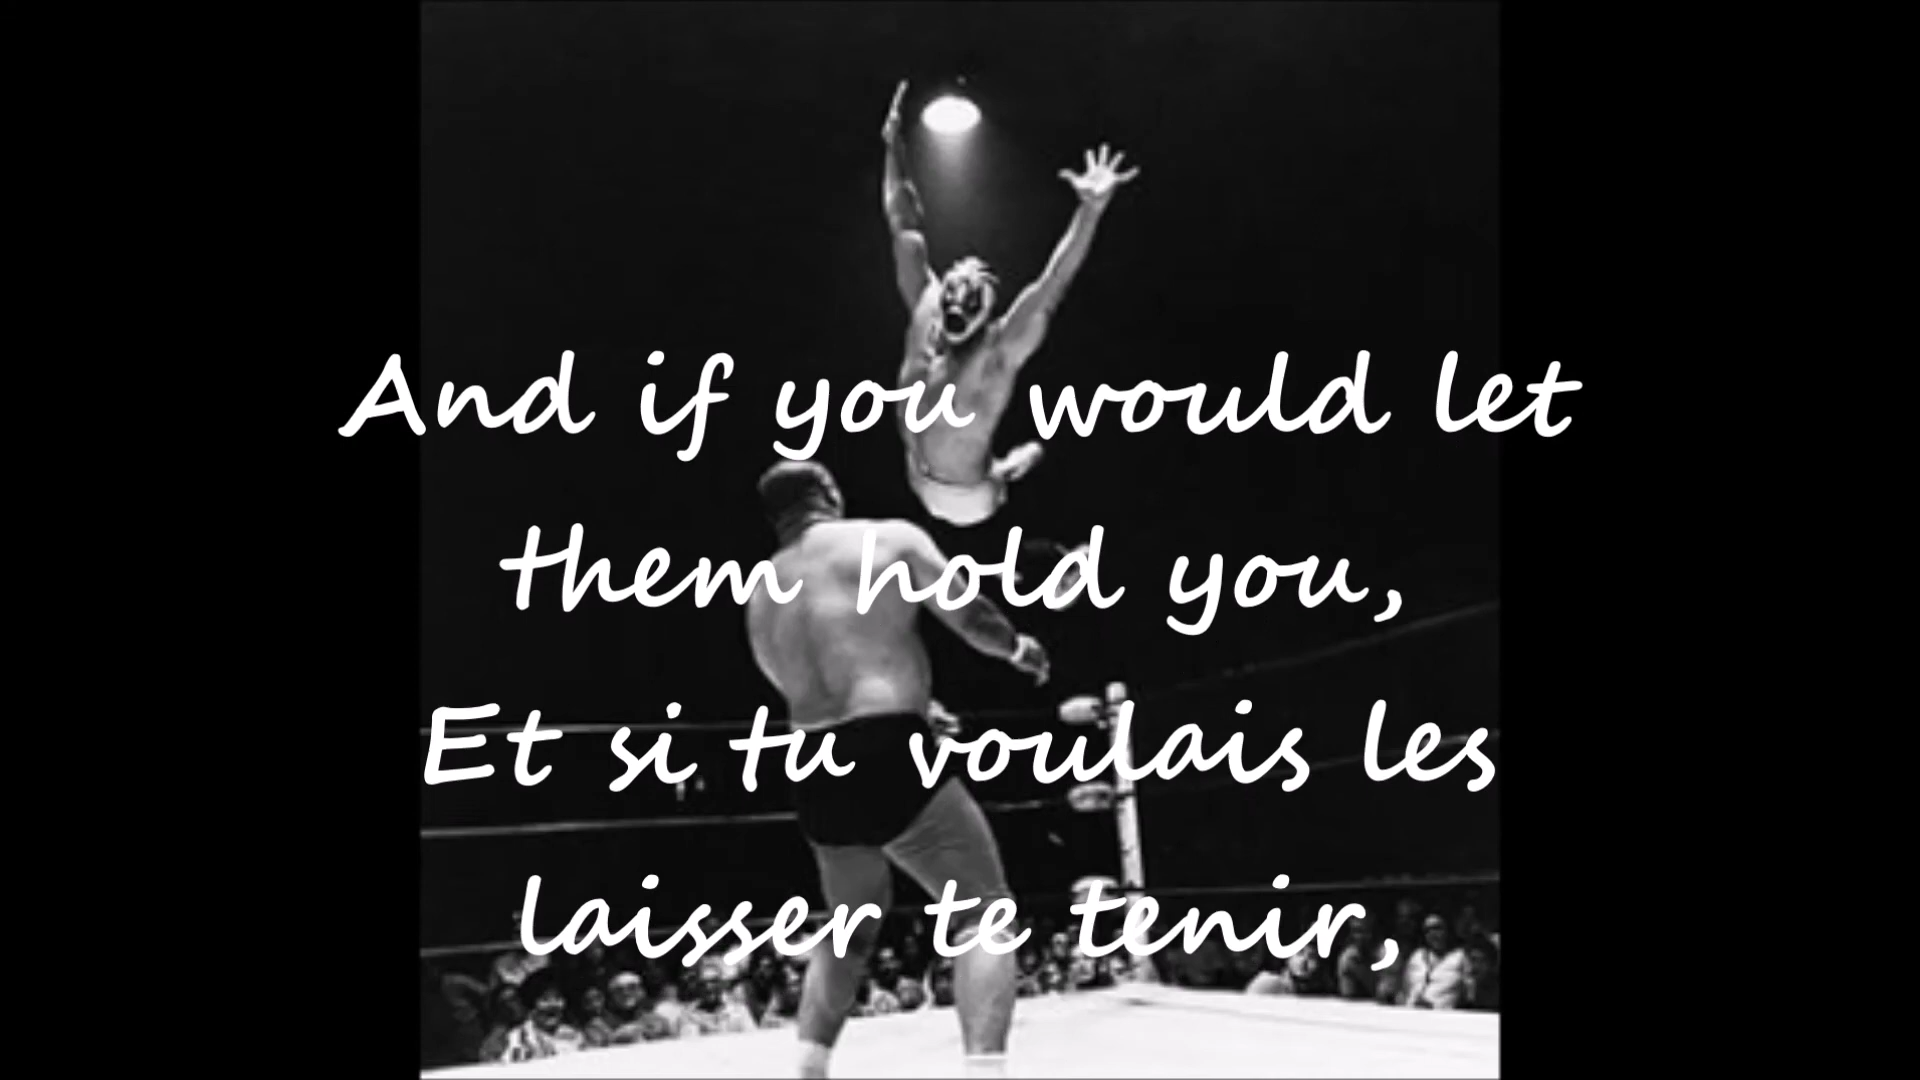 And if you would let
them hold you,
Et si tu voulais les
laisser te tenir,